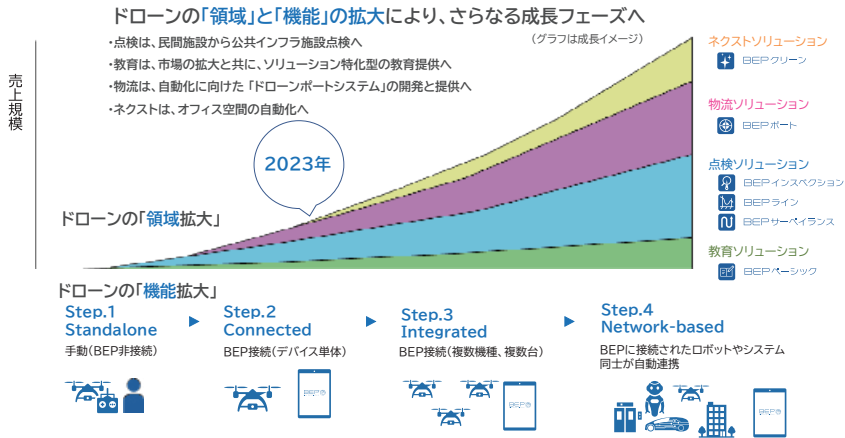 ドローンの「領域」と「機能」の拡大により、さらなる成長フェーズへ
（グラフは成長イメージ）
・点検は、民間施設から公共インフラ施設点検へ
・教育は、市場の拡大と共に、ソリューション特化型の教育提供へ
・物流は、自動化に向けた「ドローンポートシステム」の開発と提供へ
・ネクストは、オフィス空間の自動化へ
売上規模
2023年
ドローンの「領域拡大」
ネクストソリューション
BEPクリーン
物流ソリューション
BEPポート
点検ソリューション
BEPインスペクション
BEPライン
BEPサーベイランス
教育ソリューション
BEPベーシック
ドローンの「機能拡大」
Step.1
Standalone
手動（BEP非接続）
Step.2
Connected
BEP接続（デバイス単体）
BEP
Step.3
Integrated
BEP接続（複数機種、複数台）
BEP
Step.4
Network-based
BEPに接続されたロボットやシステム
同士が自動連携
BEP